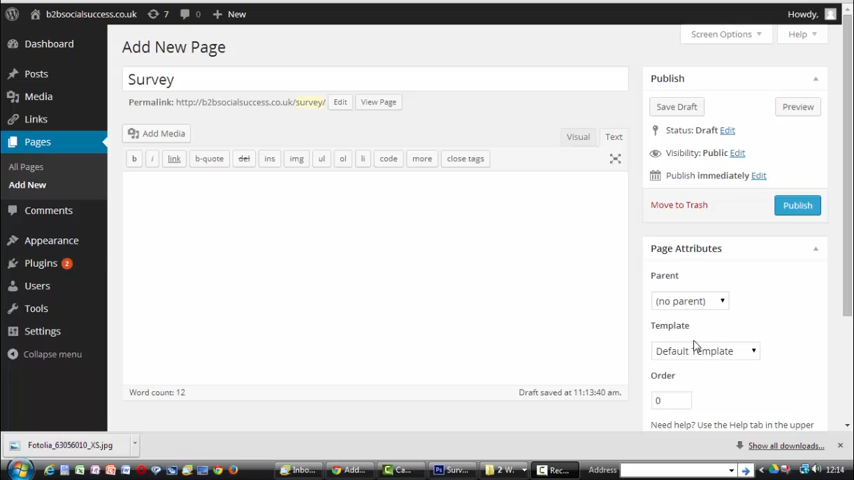 b2bsocialsuccess.co.uk 7 0 + New Howdy,
Dashboard
Posts
Media
Links
Pages
All Pages
Add New
Comments
Appearance
Plugins 2
Users
Tools
Settings
Collapse menu
Screen Options Help
Add New Page
Survey
Permalink: http://b2bsocialsuccess.co.uk/survey/ Edit View Page
Add Media
Visual Text
b i link b-quote del ins img ul ol li code more close tags
Word count: 12 Draft saved at 11:13:40 am.
Publish
Save Draft Preview
Status: Draft Edit
Visibility: Public Edit
Publish immediately Edit
Move to Trash Publish
Page Attributes
Parent
(no parent)
Template
Default Template
Order
0
Need help? Use the Help tab in the upper
Fotolia_63056010_XS.jpg Show all downloads...
Inbo... Add... Ca... Surv... 2 W... Rec... Address 12:14